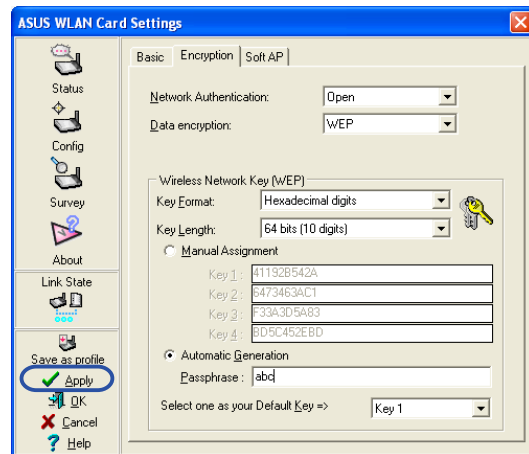 ASUS WLAN Card Settings
Status
Config
Survey
About
Link State
Save as profile
Apply
OK
Cancel
Help
Basic Encryption Soft AP
Network Authentication: Open
Data encryption: WEP
Wireless Network Key (WEP)
Key Format: Hexadecimal digits
Key Length: 64 bits (10 digits)
Manual Assignment
Key 1 : 41192B542A
Key 2 : 6473463AC1
Key 3 : F33A3D5A83
Key 4 : BD5C452EBD
Automatic Generation
Passphrase : abc
Select one as your Default Key => Key 1